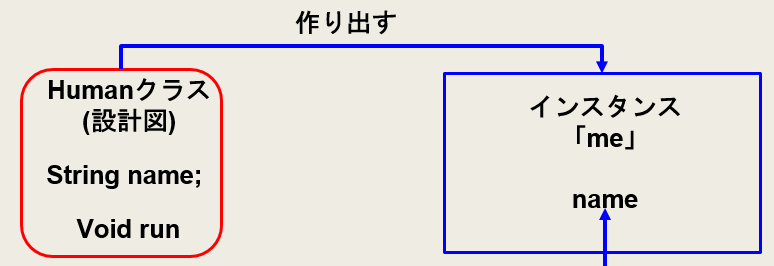 作り出す
Humanクラス
(設計図)
String name;
Void run
インスタンス
「me」
name